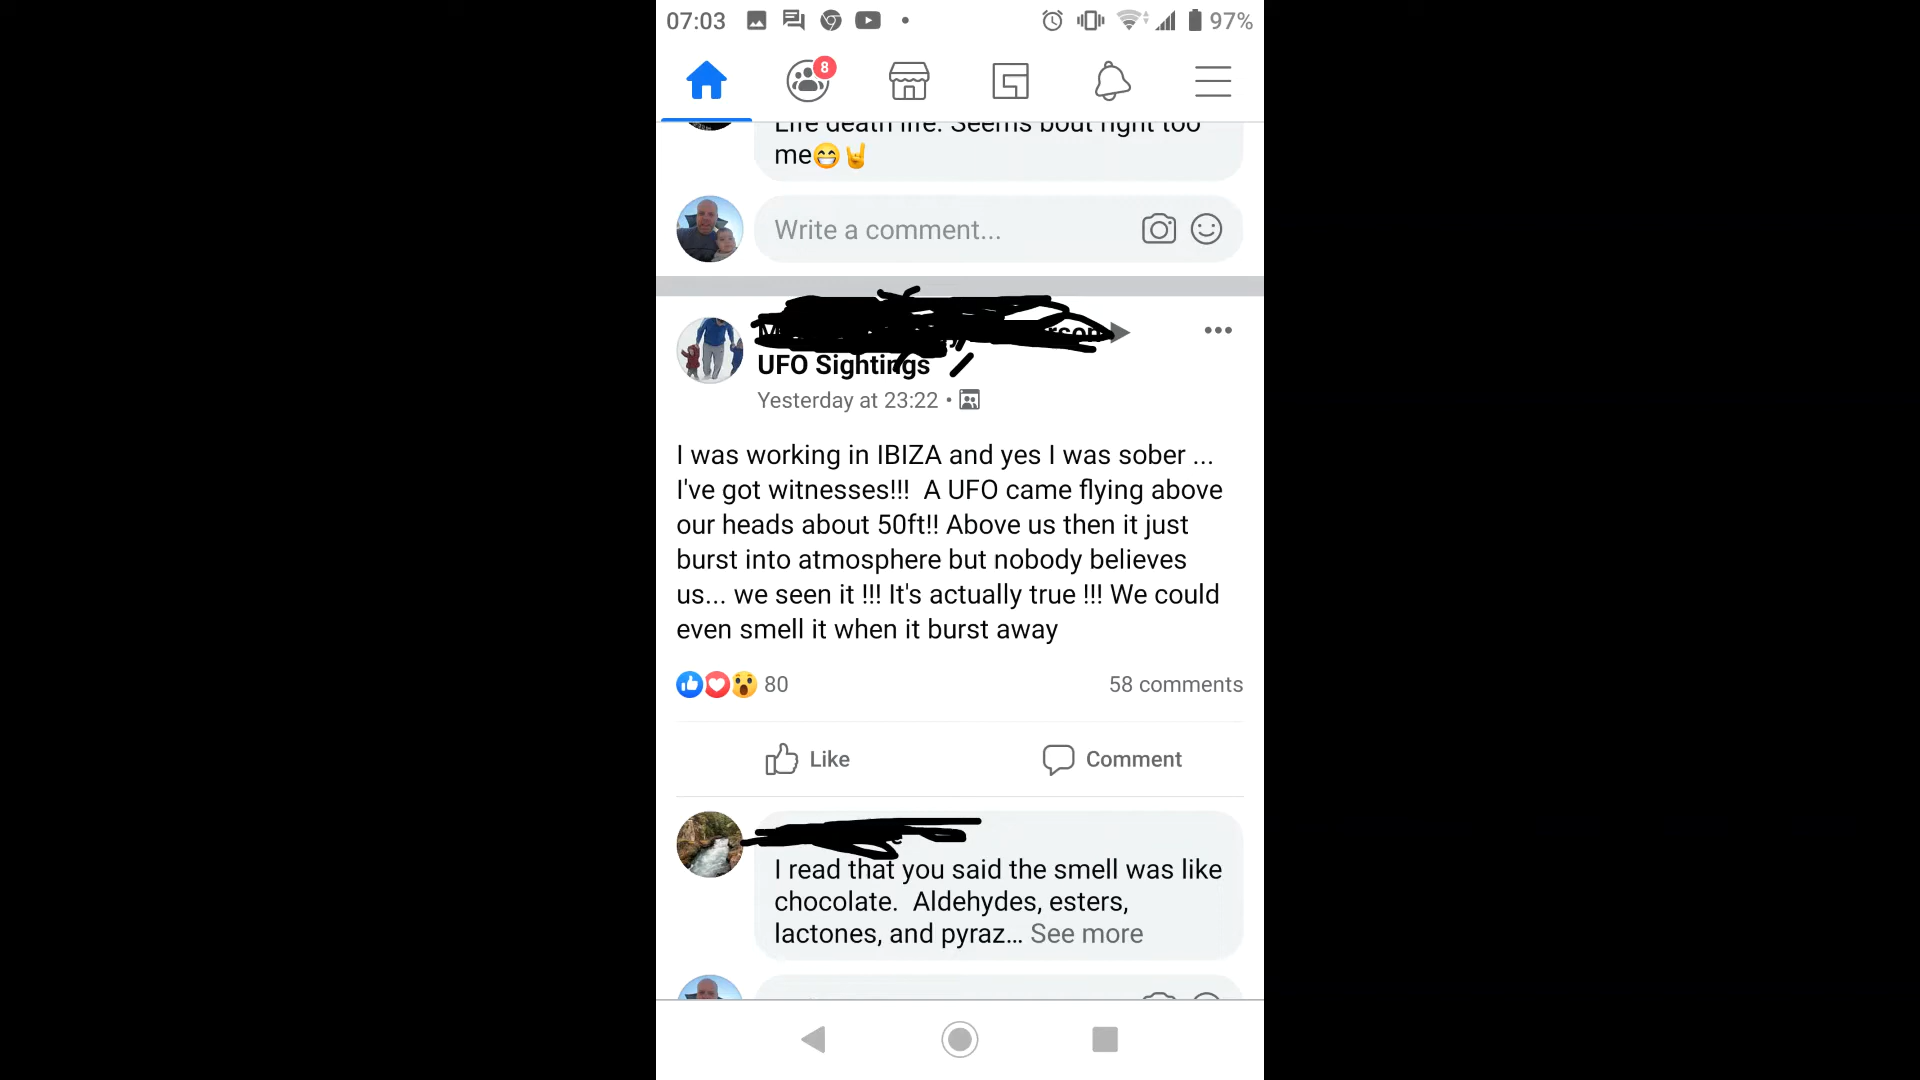 07:03
97%
8
Life death life. Seems bout right too
me😁🤘
Write a comment...
UFO Sightings
Yesterday at 23:22 •
I was working in IBIZA and yes I was sober ...
I've got witnesses!!!  A UFO came flying above
our heads about 50ft!! Above us then it just
burst into atmosphere but nobody believes
us... we seen it !!! It's actually true !!! We could
even smell it when it burst away
80
58 comments
Like
Comment
I read that you said the smell was like
chocolate.  Aldehydes, esters,
lactones, and pyraz... See more